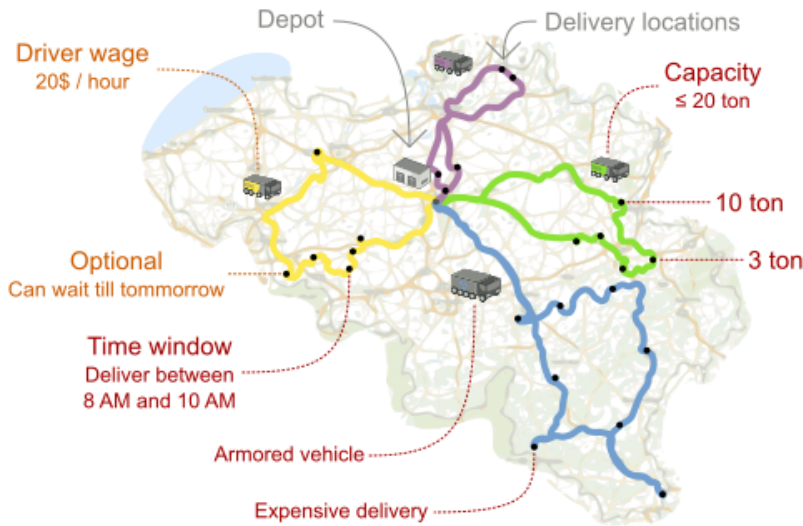 Depot
Delivery locations
Driver wage
20$ / hour
Capacity
≤ 20 ton
10 ton
3 ton
Optional
Can wait till tommorrow
Time window
Deliver between
8 AM and 10 AM
Armored vehicle
Expensive delivery